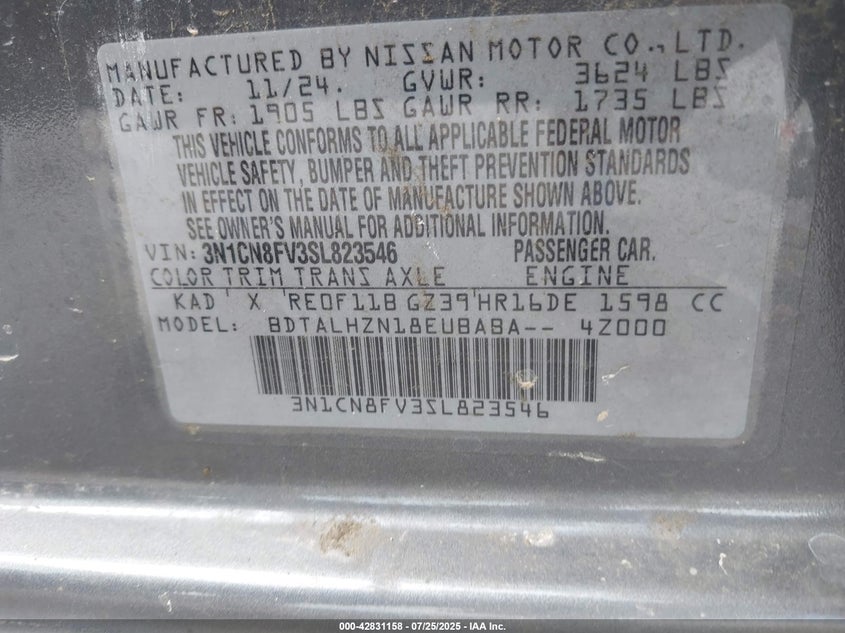 MANUFACTURED BY NISSAN MOTOR CO., LTD.
DATE: 11/24. GVWR: 3624 LBS
GAWR FR: 1905 LBS GAWR RR: 1735 LBS
THIS VEHICLE CONFORMS TO ALL APPLICABLE FEDERAL MOTOR
VEHICLE SAFETY, BUMPER AND THEFT PREVENTION STANDARDS
IN EFFECT ON THE DATE OF MANUFACTURE SHOWN ABOVE.
SEE OWNER'S MANUAL FOR ADDITIONAL INFORMATION.
VIN: 3N1CN8FV3SL823546 PASSENGER CAR.
COLOR TRIM TRANS AXLE ENGINE
KAD X RE0F11B GZ39 HR16DE 1598 CC
MODEL: BDTALHZN18EUBABA-- 4Z000
3N1CN8FV3SL823546
000-42831158 - 07/25/2025 - IAA Inc.